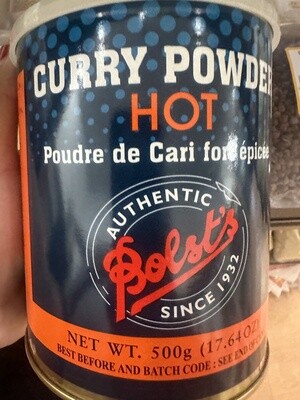 CURRY POWDE
HOT
Poudre de Cari fort épicée
AUTHENTIC
Bolst's
SINCE 1932
NET WT. 500g (17.64 OZ)
BEST BEFORE AND BATCH CODE : SEE END OF